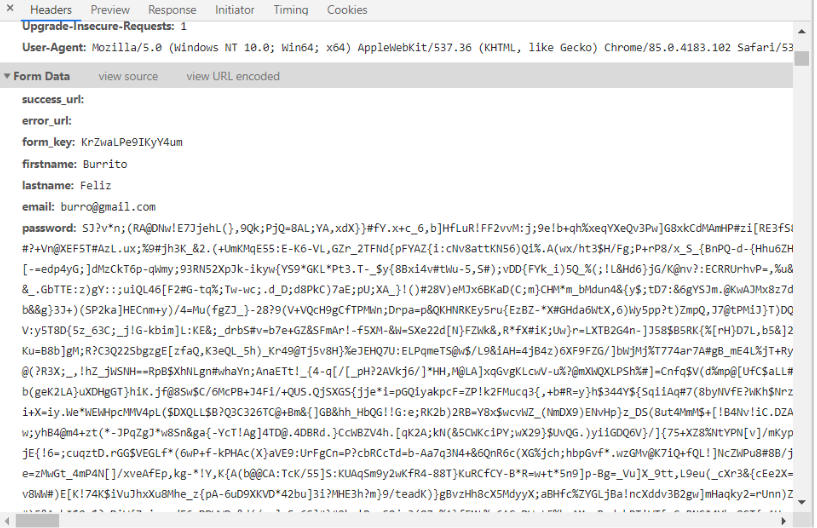 × Headers Preview Response Initiator Timing Cookies
Upgrade-Insecure-Requests: 1
User-Agent: Mozilla/5.0 (Windows NT 10.0; Win64; x64) AppleWebKit/537.36 (KHTML, like Gecko) Chrome/85.0.4183.102 Safari/53
▼ Form Data view source view URL encoded
success_url:
error_url:
form_key: KrZwaLPe9IKyY4um
firstname: Burrito
lastname: Feliz
email: burro@gmail.com
password: SJ?v*n;(RA@DNw!E7JjehL(},9Qk;PjQ=8AL;YA,xdX}}#fY.x+c_6,b]HfLuR!FF2vvM:j;9e!b+qh%xeqYXeQv3Pw]G8xkCdMAmHP#zi[RE3fS8
#?+Vn@XEF5T#AzL.ux;%9#jh3K_&2.(+UmKMqE55:E-K6-VL,GZr_2TFNd{pFYAZ{i:cNv8attKN56)Qi%.A(wx/ht3$H/Fg;P+rP8/x_S_{BnPQ-d-{Hhu6ZH
[-=edp4yG;]dMzCkT6p-qWmy;93RN52XpJk-ikyw{YS9*GKL*Pt3.T-_$y{8Bxi4v#tWu-5,S#);vDD{FYk_i)5Q_%(;!L&Hd6}jG/K@nv?:ECRRUrhvP=,%u&
&_.GbTTE:z)gY::;uiQL46[F2#G-tq%;Tw-wc;.d_D;d8PkC)7aE;pU;XA_}!()#28V)eMJx6BKaD(C;m}CHM*m_bMdun4&{y$;tD7:&6gYSJm.@KwAJMx8z7d
b&&g}3J+)(SP2ka]HECnm+y)/4=Mu(fgZJ_}-28?9(V+VQcH9gCfTPMWn;Drpa=p&QKHNRKEy5ru{EzBZ-*X#GHda6WtX,6)Wy5pp?t)ZmpQ,J7@tPMiJ}T)DQ
V:y5T8D{5z_63C;_j!G-kbim]L:KE&;_drbS#v=b7e+GZ&SFmAr!-f5XM-&W=SXe22d[N}FZWk&,R*fX#iK;Uw}r=LXTB2G4n-]J58$B5RK{%[rH}D7L,b5&]2
Ku=B8b]gM;R?C3Q22SbgzgE[zfaQ,K3eQL_5h)_Kr49@Tj5v8H}%eJEHQ7U:ELPqmeTS@w$/L9&iAH=4jB4z)6XF9FZG/]bWjMj%T774ar7A#gB_mE4L%jT+Ry
@(?R3X;_,!hZ_jWSNH==RpB$XhNLgn#whaYn;AnaETt!_{4-q[/[_pH?2AVkj6/]*HH,M@LA]xqGvgKLcwV-u%?@mXWQXLPSh%#]=Cnfq$V(d%mp@[UfC$aLL#
b(geK2LA}uXDHgGT}hiK.jf@8Sw$C/6McPB+J4Fi/+QUS.QjSXGS{jje*i=pGQiyakpcF=ZP!k2FMucq3{,+b#R=y}h$344Y${SqiiAq#7(8byNVfE?WKh$Nrz
i+X=iy.We*WEWHpcMMV4pL($DXQLL$B?Q3C326TC@+Bm&[]GB&hh_HbQG!!G:e;RK2b)2RB=Y8x$wcvWZ_(NmDX9)ENvHp}z_DS(8ut4MmM$+[!B4Nv!iC.DZA
w;yhB4@m4+zt(*-JPqZgJ*w8Sn&ga{-YcT!Ag]4TD@.4DBRd.}CcWBZV4h.[qK2A;kN(&5CWKciPY;wX29}$UvQG.)yiiGDQ6V}/]{75+XZ8%NtYPN[v]/mKyp
jE{!6=;cuqztD.rGG$VEGLf*(6wP+f-kPHAc(X}aVE9:UrFgCn=P?cbRCcTd=b-Aa7q3N4+&6QnR6c(XG%jch;hbpGvf*.wzGMv@K7iQ+fQL!]NcZWPu8#8B/j
e=zMwGt_4mP4N[]/xveAfEp,kg-*!Y,K{A(b@@CA:TcK/55]S:KUAqSm9y2wKfR4-88T}KuRCfCY-B*R=w+t*5n9]p-Bg=_Vu]X_9tt,L9eu(_cXr3&{cEe2X=
v8WW#)E[K!74K$iVuJhxXu8Mhe_z{pA-6uD9XKVD*42bu]3i?MHE3h?m}9/teadK)}gBvzHh8cX5MdyyX;aBHfc%ZYGLjBa!ncXddv3B2gw]mHaqky2=rUnn)Z